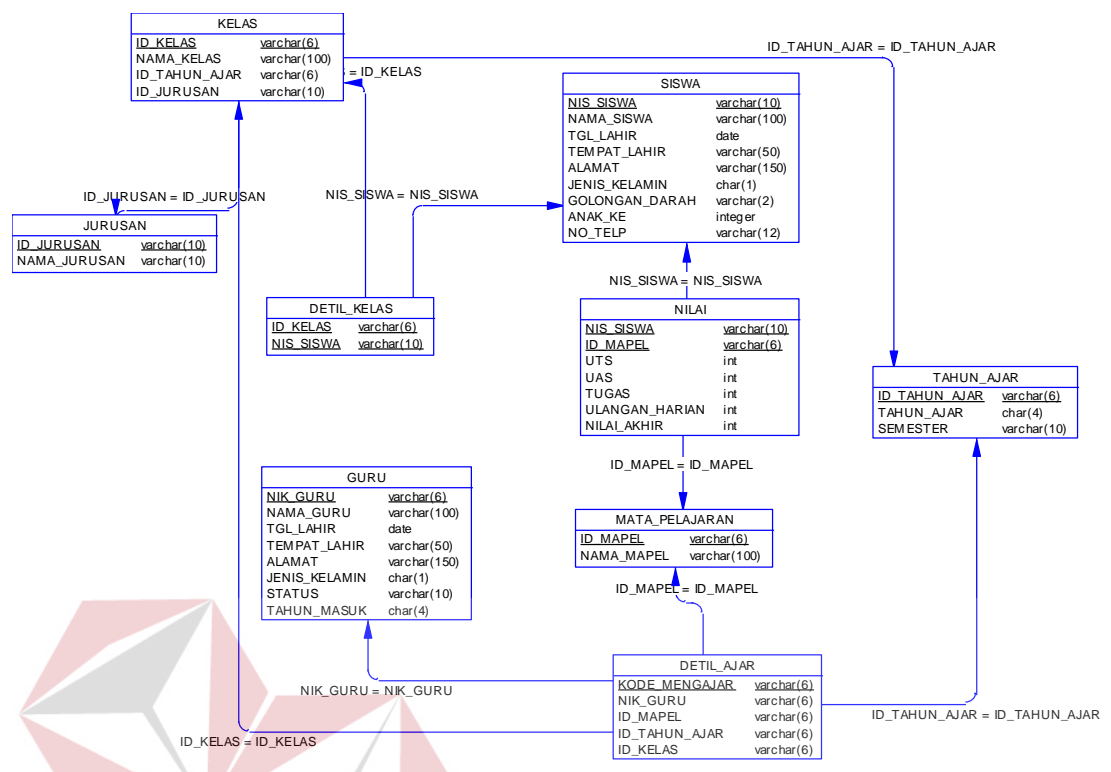 KELAS
ID_KELAS varchar(6)
NAMA_KELAS varchar(100)
ID_TAHUN_AJAR varchar(6)
ID_JURUSAN varchar(10)
ID_TAHUN_AJAR = ID_TAHUN_AJAR
= ID_KELAS
SISWA
NIS_SISWA varchar(10)
NAMA_SISWA varchar(100)
TGL_LAHIR date
TEMPAT_LAHIR varchar(50)
ALAMAT varchar(150)
JENIS_KELAMIN char(1)
GOLONGAN_DARAH varchar(2)
ANAK_KE integer
NO_TELP varchar(12)
ID_JURUSAN = ID_JURUSAN
NIS_SISWA = NIS_SISWA
JURUSAN
ID_JURUSAN varchar(10)
NAMA_JURUSAN varchar(10)
NIS_SISWA = NIS_SISWA
DETIL_KELAS
ID_KELAS varchar(6)
NIS_SISWA varchar(10)
NILAI
NIS_SISWA varchar(10)
ID_MAPEL varchar(6)
UTS int
UAS int
TUGAS int
ULANGAN_HARIAN int
NILAI_AKHIR int
TAHUN_AJAR
ID_TAHUN_AJAR varchar(6)
TAHUN_AJAR char(4)
SEMESTER varchar(10)
ID_MAPEL = ID_MAPEL
GURU
NIK_GURU varchar(6)
NAMA_GURU varchar(100)
TGL_LAHIR date
TEMPAT_LAHIR varchar(50)
ALAMAT varchar(150)
JENIS_KELAMIN char(1)
STATUS varchar(10)
TAHUN_MASUK char(4)
MATA_PELAJARAN
ID_MAPEL varchar(6)
NAMA_MAPEL varchar(100)
ID_MAPEL = ID_MAPEL
DETIL_AJAR
KODE_MENGAJAR varchar(6)
NIK_GURU varchar(6)
ID_MAPEL varchar(6)
ID_TAHUN_AJAR varchar(6)
ID_KELAS varchar(6)
NIK_GURU = NIK_GURU
ID_TAHUN_AJAR = ID_TAHUN_AJAR
ID_KELAS = ID_KELAS